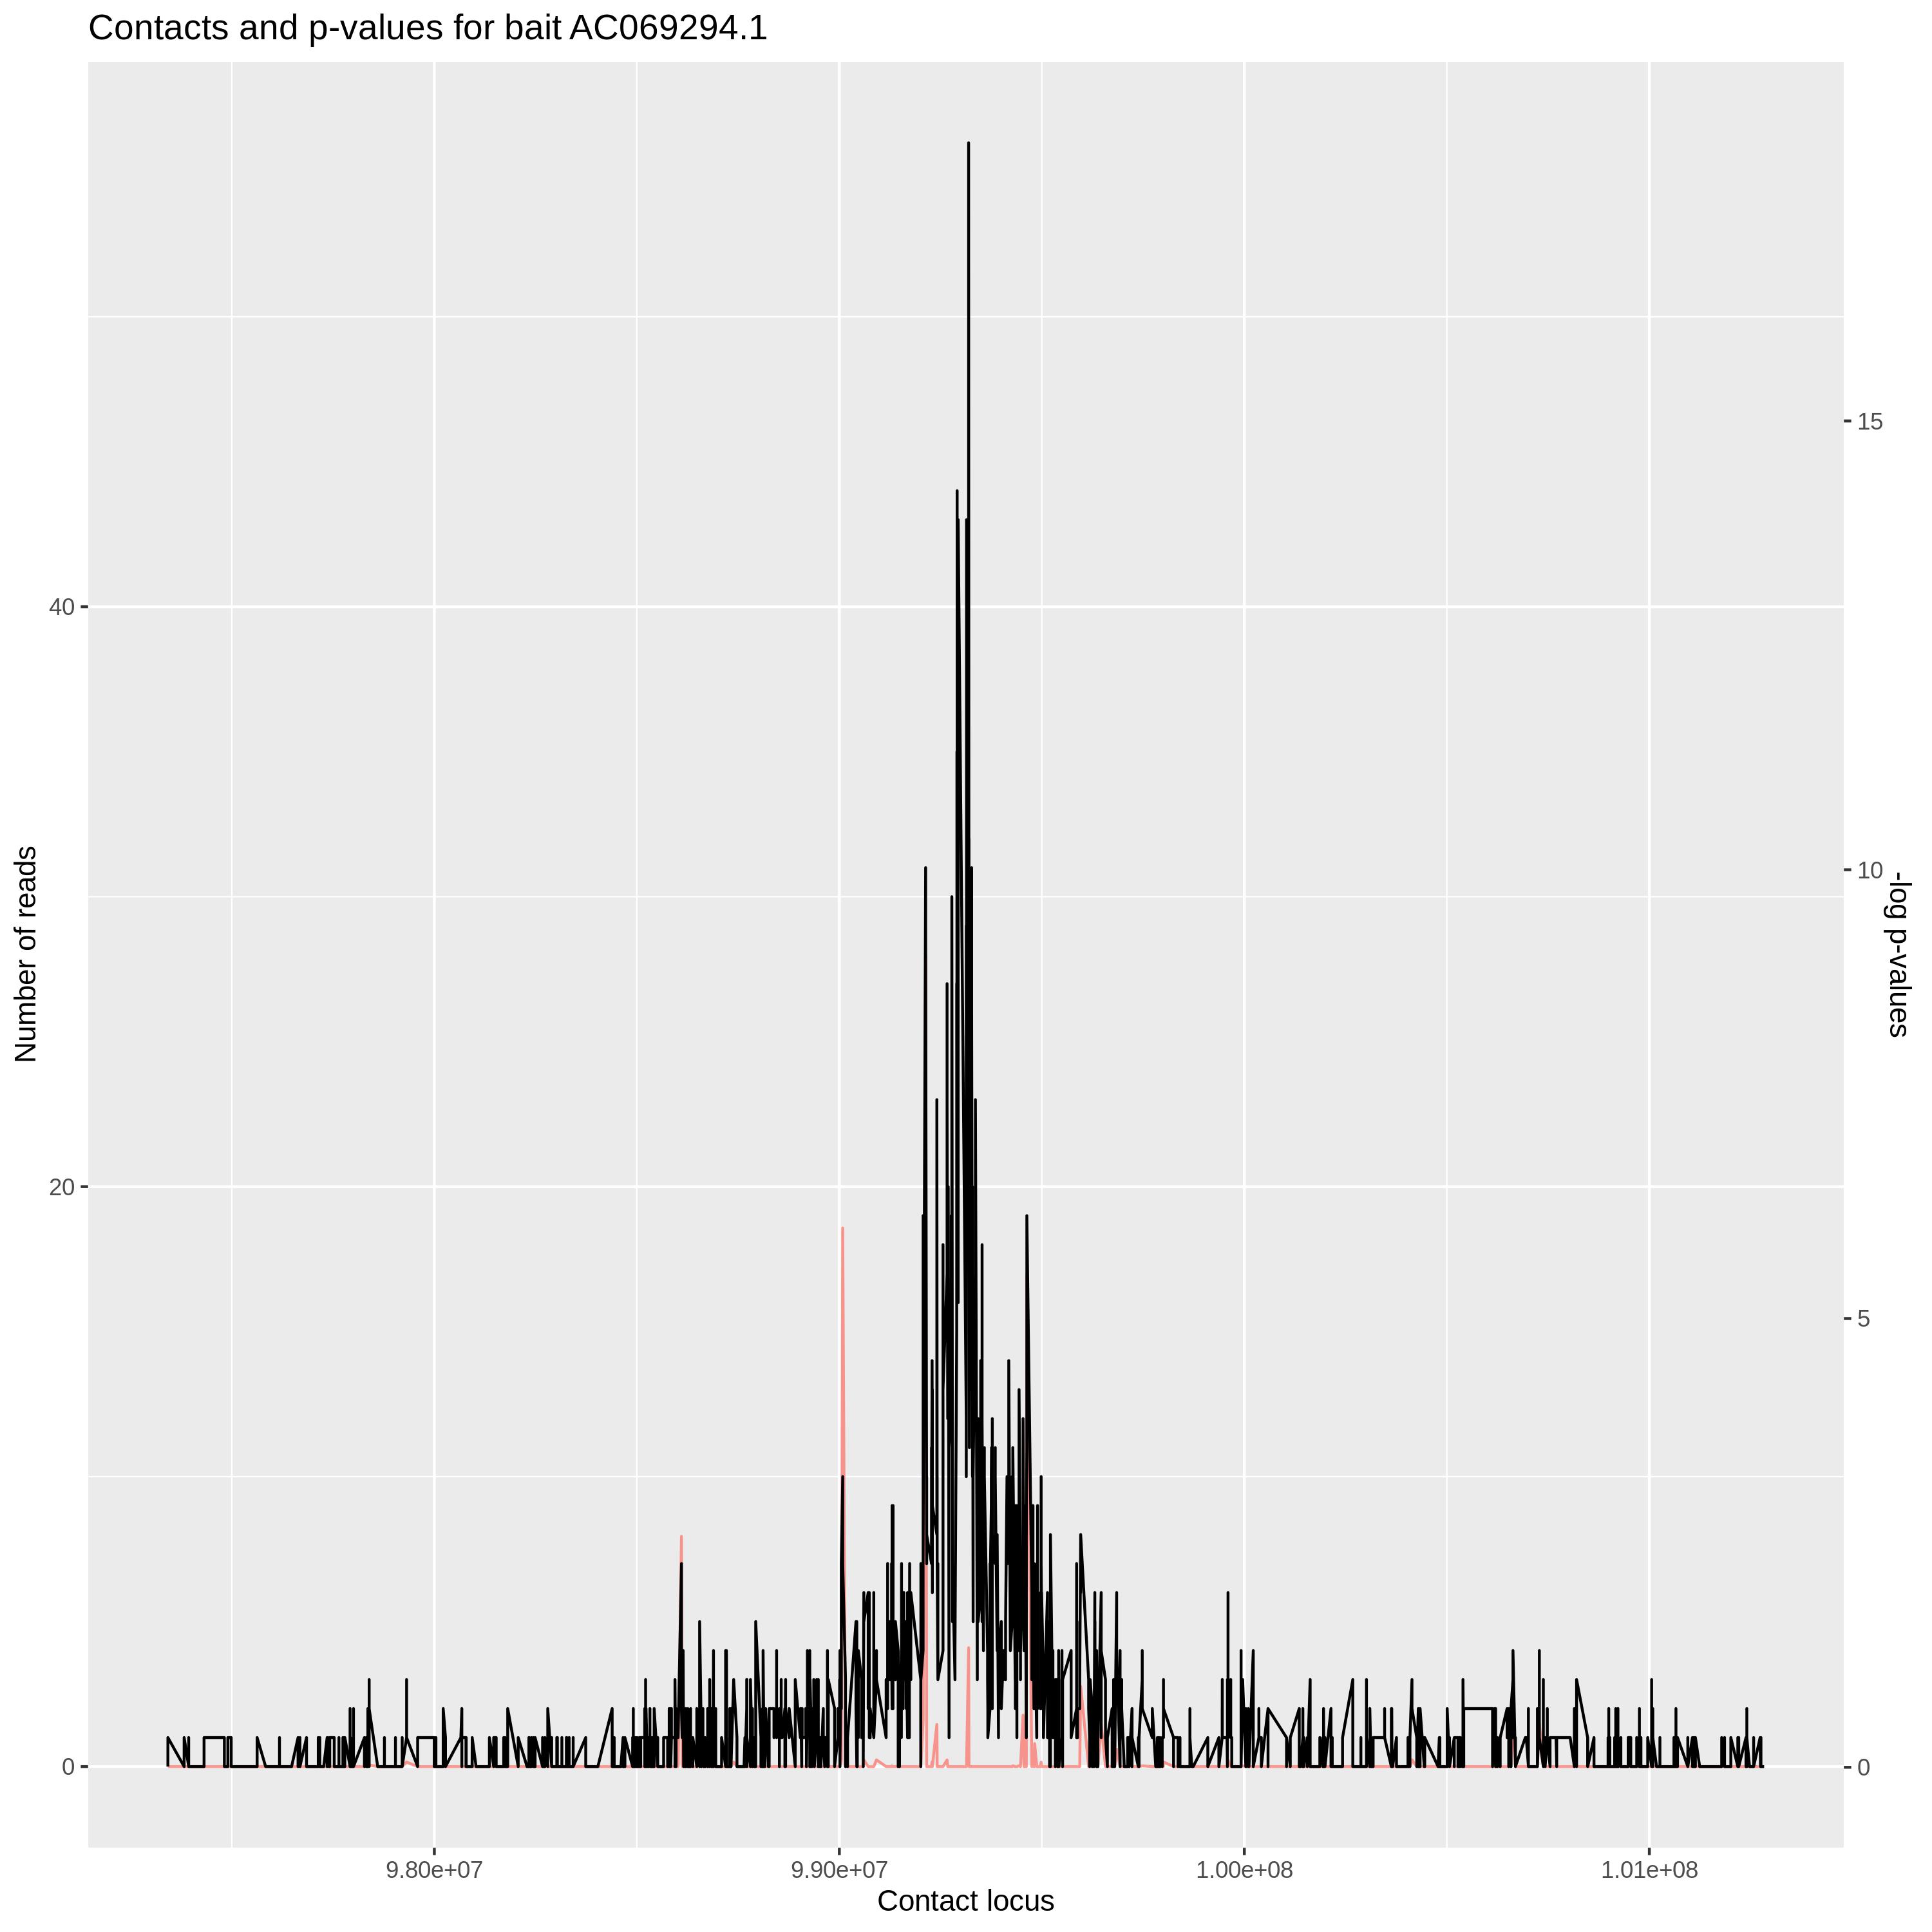 Contacts and p-values for bait AC069294.1
40
20
0
Number of reads
15
10
5
0
-log p-values
9.80e+07 9.90e+07 1.00e+08 1.01e+08
Contact locus